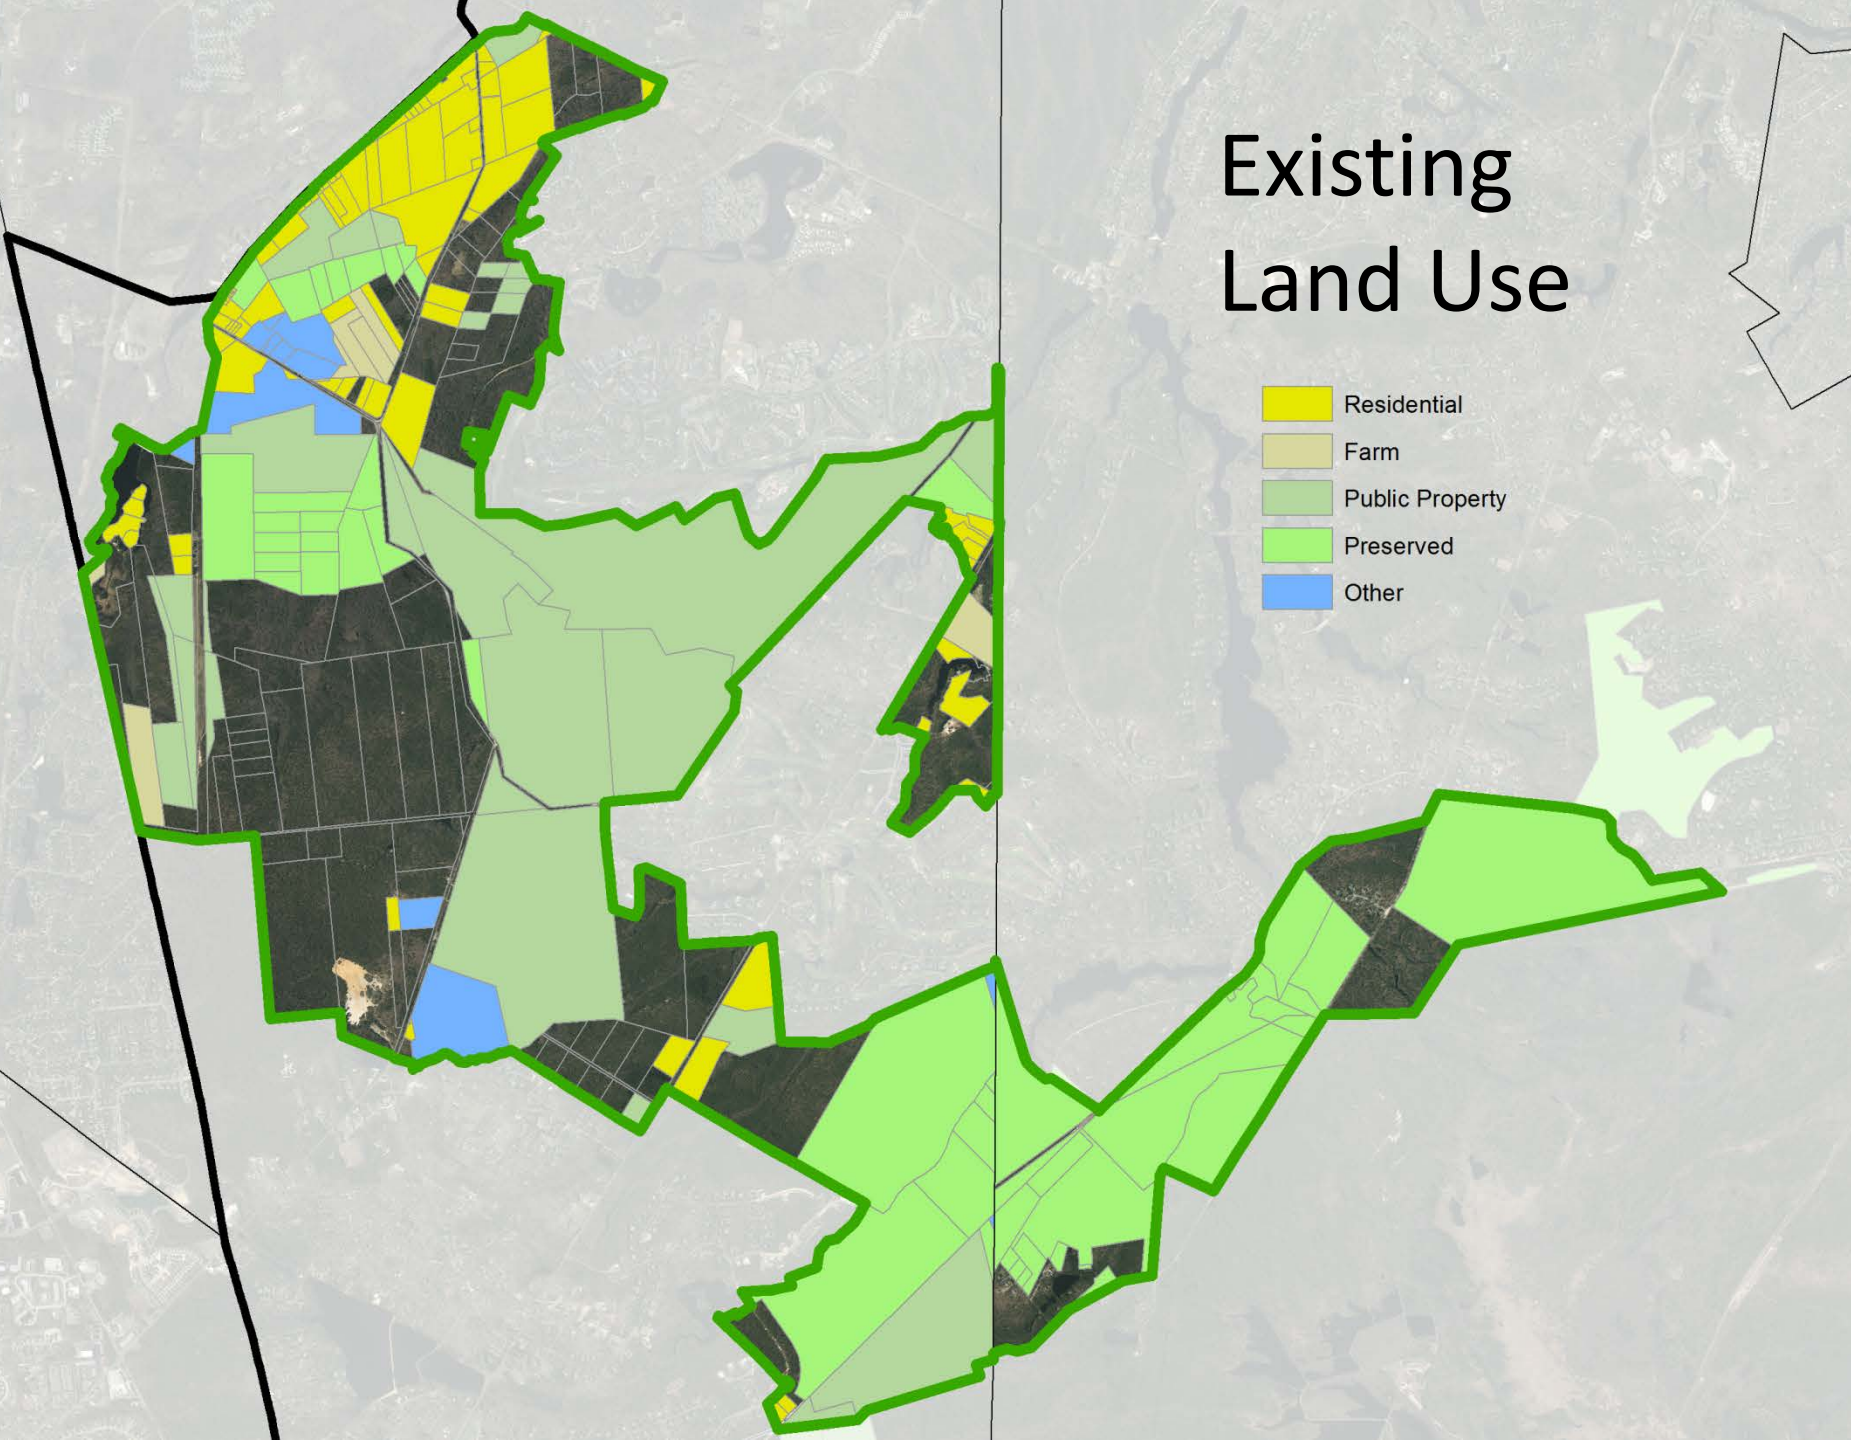 Existing
Land Use
Residential
Farm
Public Property
Preserved
Other